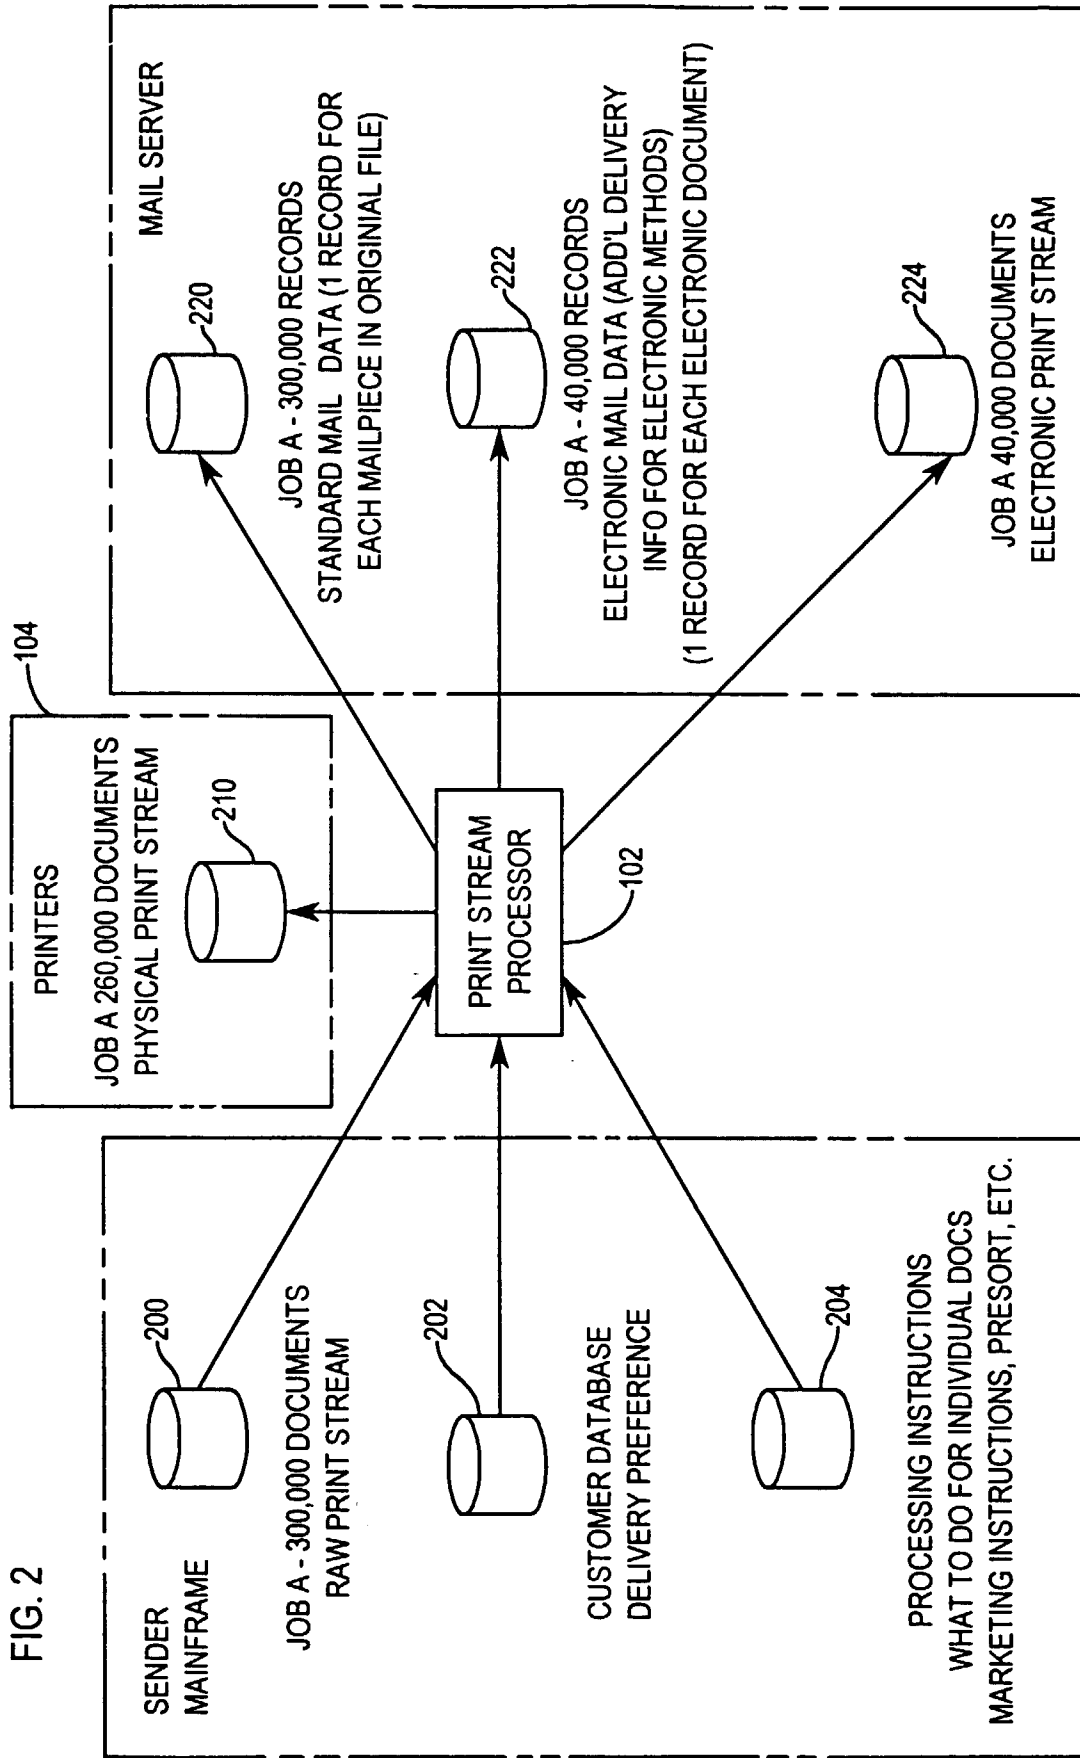 FIG. 2
SENDER
MAINFRAME
200
JOB A - 300,000 DOCUMENTS
RAW PRINT STREAM
202
CUSTOMER DATABASE
DELIVERY PREFERENCE
204
PROCESSING INSTRUCTIONS
WHAT TO DO FOR INDIVIDUAL DOCS
MARKETING INSTRUCTIONS, PRESORT, ETC.
104
PRINTERS
JOB A 260,000 DOCUMENTS
PHYSICAL PRINT STREAM
210
PRINT STREAM
PROCESSOR
102
MAIL SERVER
220
JOB A - 300,000 RECORDS
STANDARD MAIL DATA (1 RECORD FOR
EACH MAILPIECE IN ORIGINIAL FILE)
222
JOB A - 40,000 RECORDS
ELECTRONIC MAIL DATA (ADD'L DELIVERY
INFO FOR ELECTRONIC METHODS)
(1 RECORD FOR EACH ELECTRONIC DOCUMENT)
224
JOB A 40,000 DOCUMENTS
ELECTRONIC PRINT STREAM